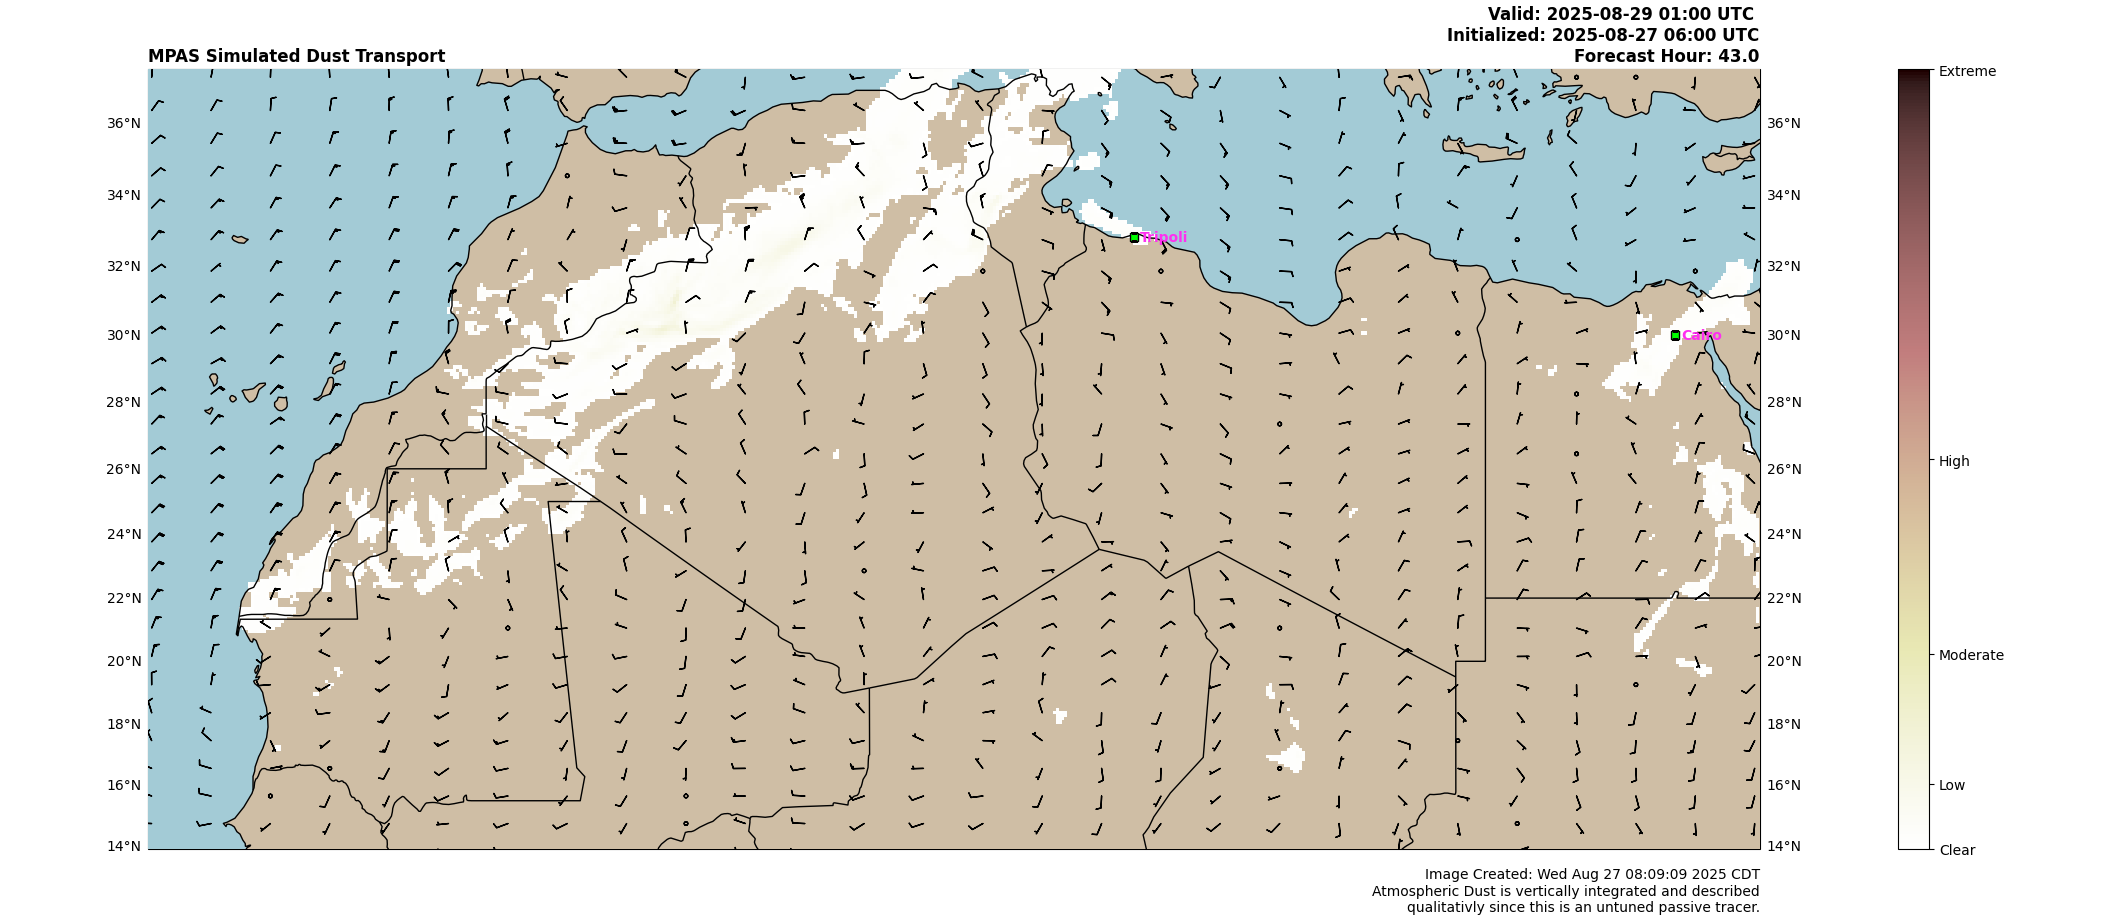 Valid: 2025-08-29 01:00 UTC
Initialized: 2025-08-27 06:00 UTC
MPAS Simulated Dust Transport
Forecast Hour: 43.0
Extreme
36°N
36°N
34°N
34°N
Tripoli
32°N
32°N
30°N
Cairo
30°N
28°N
28°N
High
26°N
26°N
24°N
24°N
22°N
22°N
Moderate
20°N
20°N
18°N
18°N
16°N
16°N
Low
14°N
14°N
Clear
Image Created: Wed Aug 27 08:09:09 2025 CDT
Atmospheric Dust is vertically integrated and described
qualitativly since this is an untuned passive tracer.